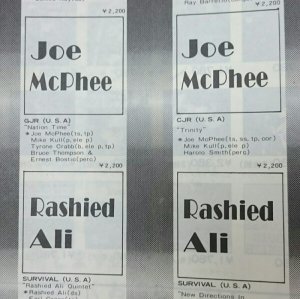 ¥2,200
Joe
McPhee
GJR (U.S.A)
"Nation Time"
*Joe McPhee(ts, tp)
Mike Kull(p, ele p)
Tyrone Crabb(b, ele p, tp)
Bruce Thompson &
Ernest Bostic(perc)
¥2,200
Rashied
Ali
SURVIVAL (U.S.A)
"Rashied Ali Quintet"
*Rashied Ali(ds)
Ray
¥2,200
Joe
McPhee
CJR (U.S.A)
"Trinity"
*Joe McPhee(ts, ss, tp, cor)
Mike Kull(p, ele p)
Harold Smith(perc)
¥2,200
Rashied
Ali
SURVIVAL (U.S.A)
"New Directions In